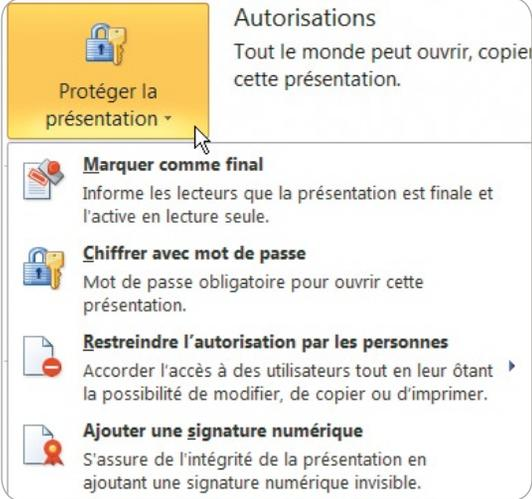 Protéger la
présentation
Autorisations
Tout le monde peut ouvrir, copier
cette présentation.
Marquer comme final
Informe les lecteurs que la présentation est finale et
l'active en lecture seule.
Chiffrer avec mot de passe
Mot de passe obligatoire pour ouvrir cette
présentation.
Restreindre l'autorisation par les personnes
Accorder l'accès à des utilisateurs tout en leur ôtant
la possibilité de modifier, de copier ou d'imprimer.
Ajouter une signature numérique
S'assure de l'intégrité de la présentation en
ajoutant une signature numérique invisible.